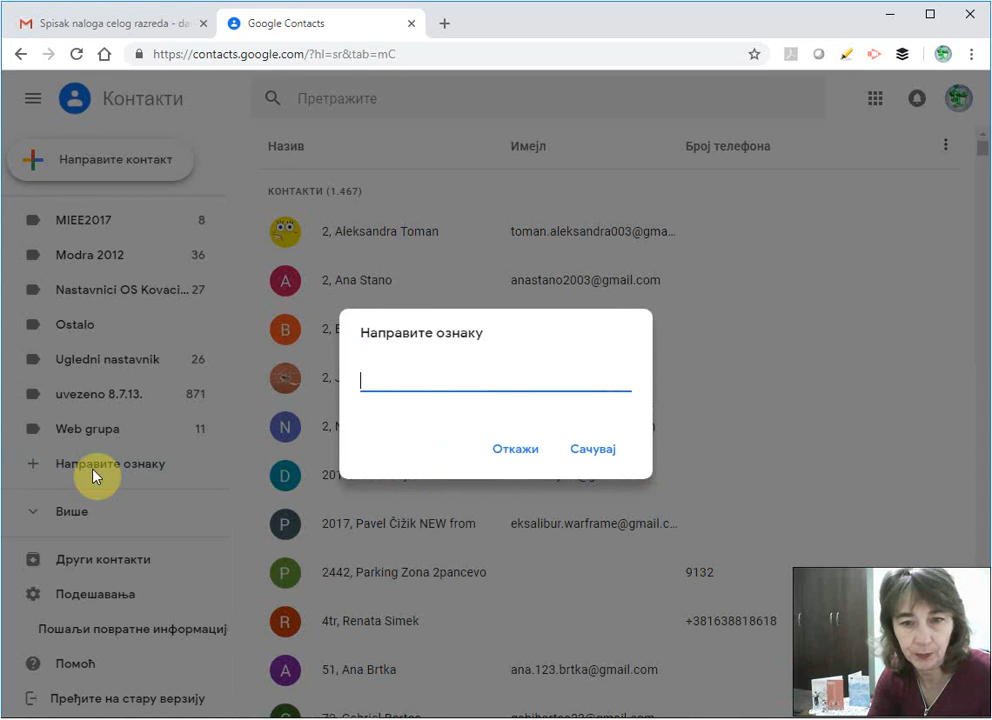 Spisak naloga celog razreda - da
Google Contacts
https://contacts.google.com/?hl=sr&tab=mC
Контакти
Претражите
Направите контакт
MIEE2017 8
Modra 2012 36
Nastavnici OS Kovaci... 27
Ostalo
Ugledni nastavnik 26
uvezeno 8.7.13. 871
Web grupa 11
Направите ознаку
Више
Други контакти
Подешавања
Пошаљи повратне информациј
Помоћ
Пређите на стару верзију
Назив Имејл Број телефона
КОНТАКТИ (1.467)
2, Aleksandra Toman toman.aleksandra003@gma...
A 2, Ana Stano anastano2003@gmail.com
B 2,
2,
N 2,
D 201
P 2017, Pavel Čižik NEW from eksalibur.warframe@gmail.c...
P 2442, Parking Zona 2pancevo 9132
R 4tr, Renata Simek +381638818618
A 51, Ana Brtka ana.123.brtka@gmail.com
Направите ознаку
Откажи Сачувај